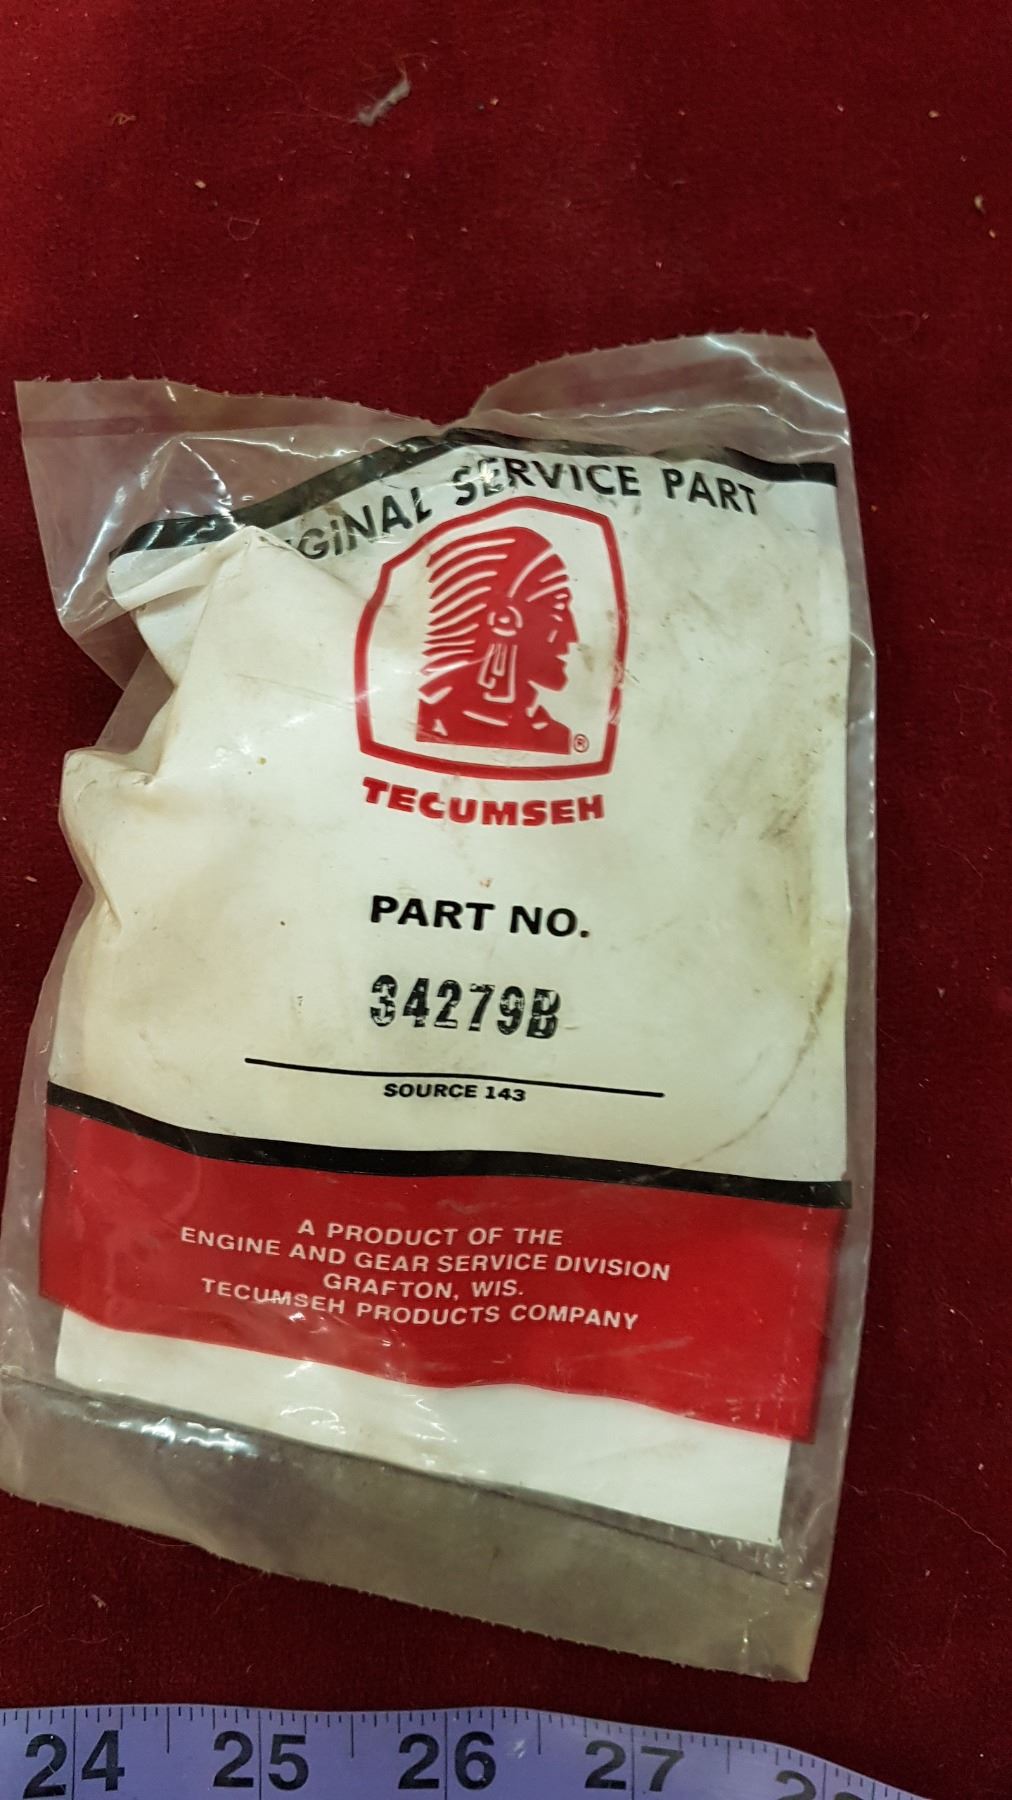 SERVICE PART
®
TECUMSEH
PART NO.
34279B
SOURCE 143
A PRODUCT OF THE
ENGINE AND GEAR SERVICE DIVISION
GRAFTON, WIS.
TECUMSEH PRODUCTS COMPANY
24 25 26 27